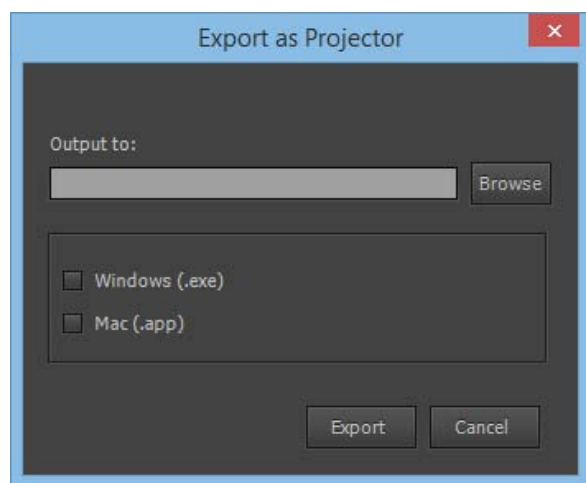 Export as Projector
Output to:
Browse
Windows (.exe)
Mac (.app)
Export Cancel